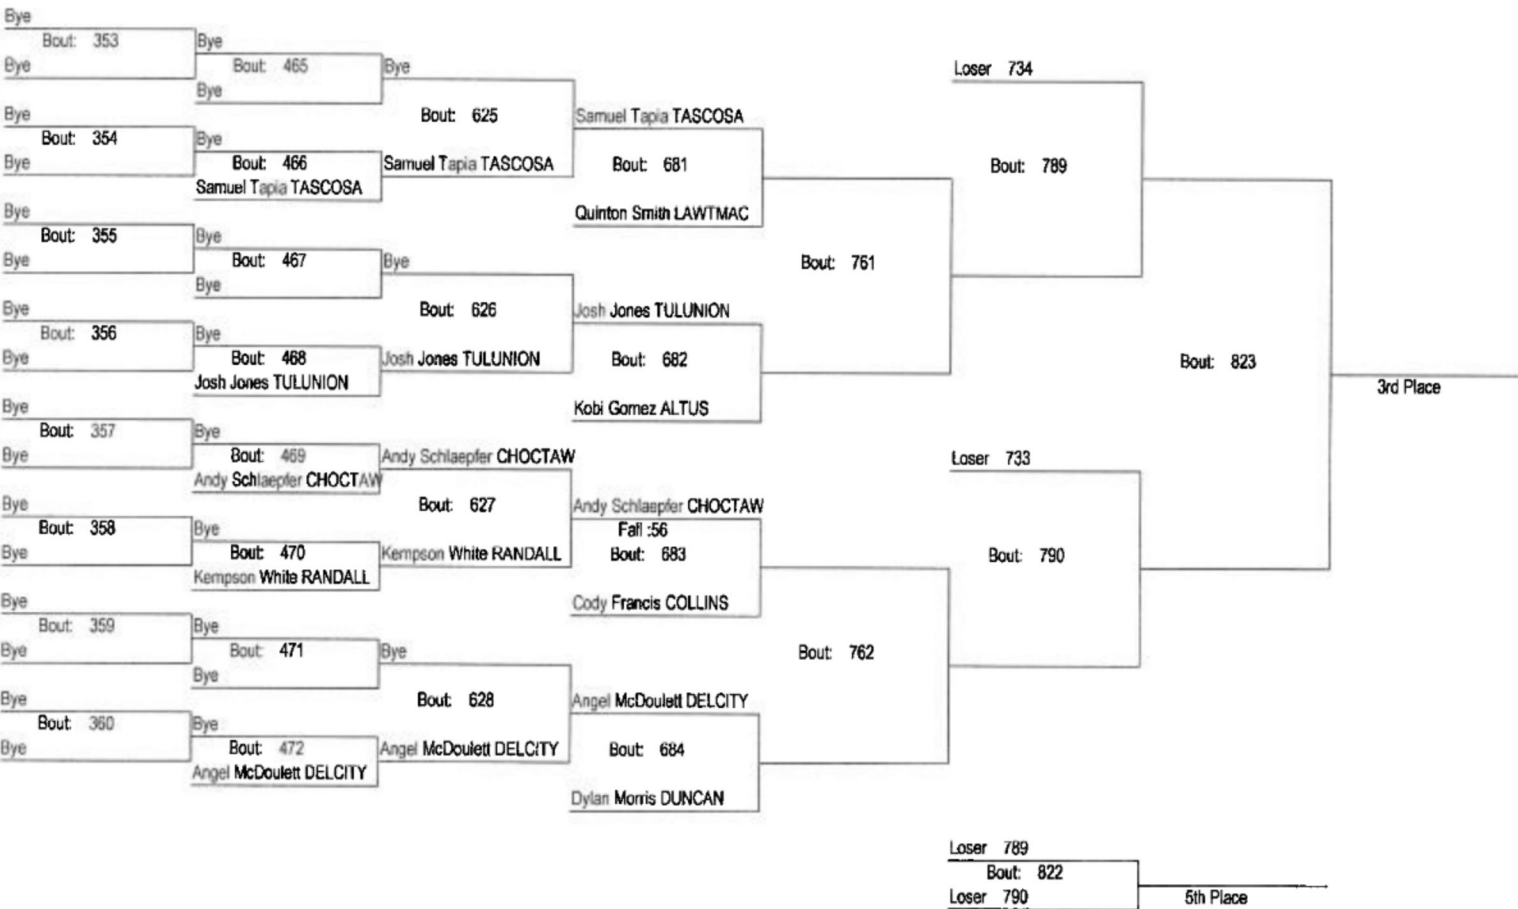 Bye
Bout: 353
Bye
Bye
Bout: 354
Bye
Bye
Bout: 355
Bye
Bye
Bout: 356
Bye
Bye
Bout: 357
Bye
Bye
Bout: 358
Bye
Bye
Bout: 359
Bye
Bye
Bout: 360
Bye
Bye
Bout: 465
Bye
Bye
Bout: 466
Samuel Tapia TASCOSA
Bye
Bout: 467
Bye
Bye
Bout: 468
Josh Jones TULUNION
Bye
Bout: 469
Andy Schlaepfer CHOCTAW
Bye
Bout: 470
Kempson White RANDALL
Bye
Bout: 471
Bye
Bye
Bout: 472
Angel McDoulett DELCITY
Bye
Bout: 625
Samuel Tapia TASCOSA
Bye
Bout: 626
Josh Jones TULUNION
Andy Schlaepfer CHOCTAW
Bout: 627
Kempson White RANDALL
Bye
Bout: 628
Angel McDoulett DELCITY
Samuel Tapia TASCOSA
Bout: 681
Quinton Smith LAWTMAC
Josh Jones TULUNION
Bout: 682
Kobi Gomez ALTUS
Andy Schlaepfer CHOCTAW
Fall :56
Bout: 683
Cody Francis COLLINS
Angel McDoulett DELCITY
Bout: 684
Dylan Morris DUNCAN
Bout: 761
Bout: 762
Loser 734
Bout: 789
Loser 733
Bout: 790
Bout: 823
3rd Place
Loser 789
Bout: 822
Loser 790
5th Place